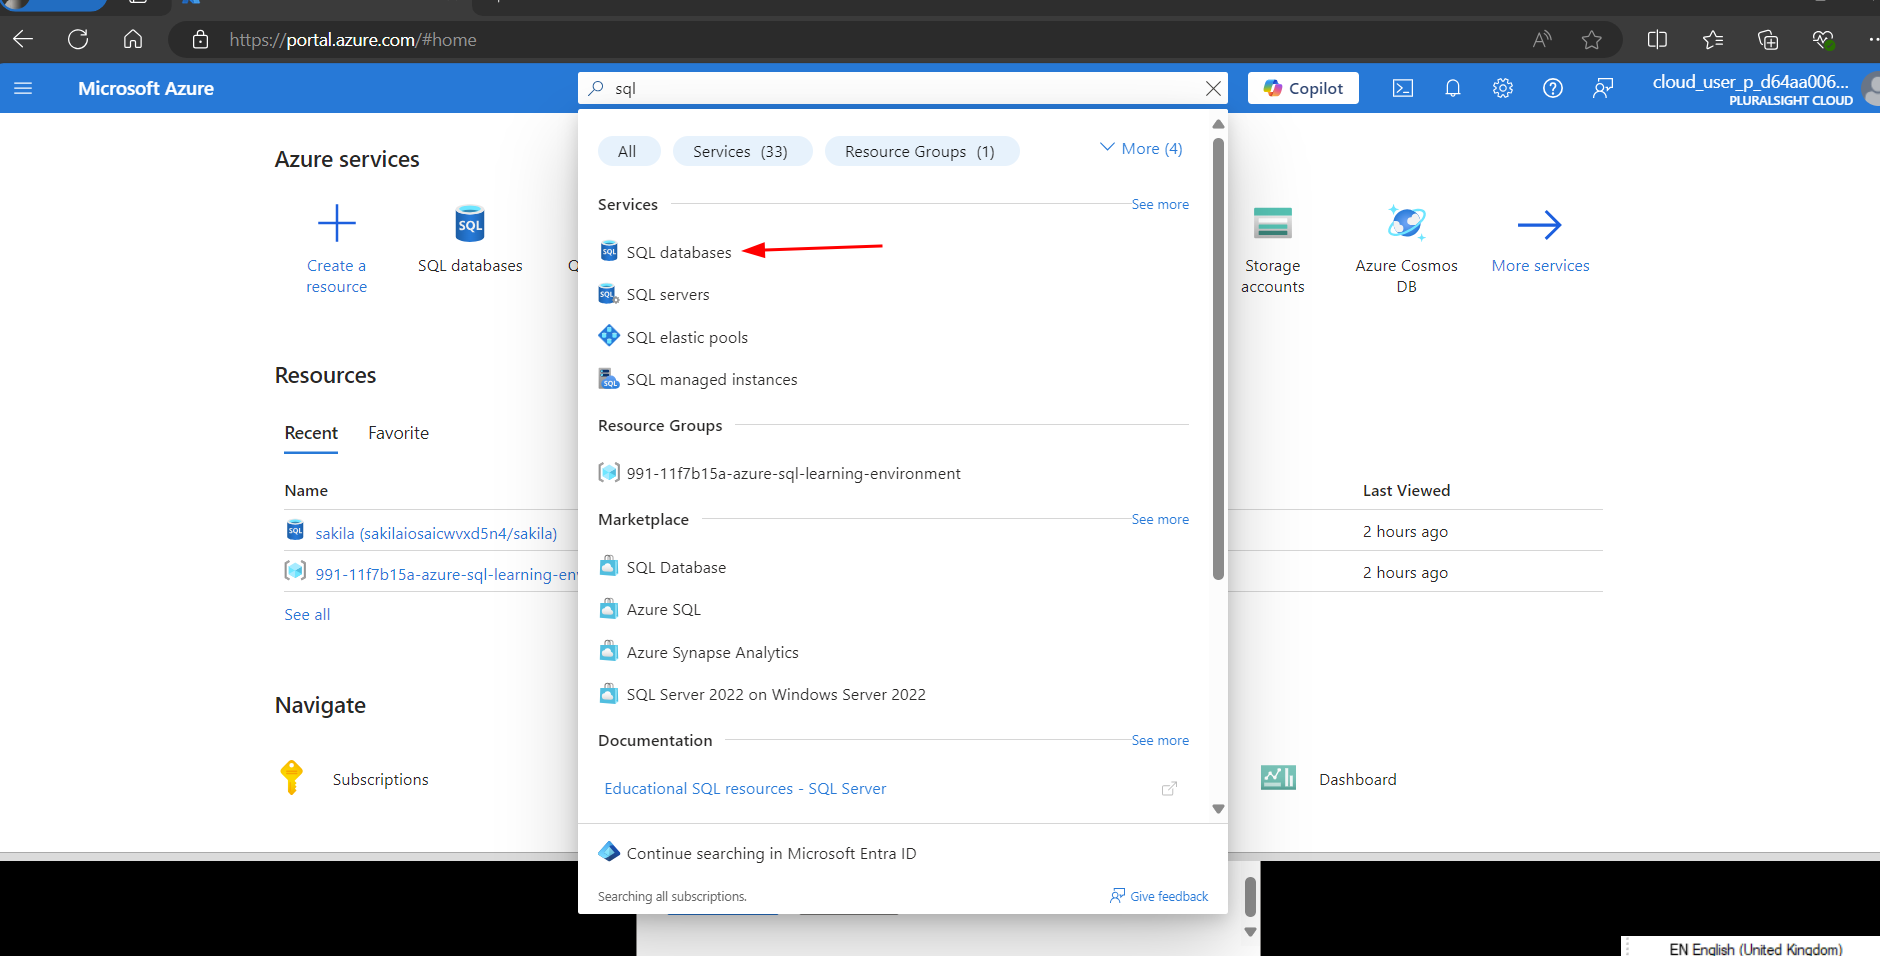 https://portal.azure.com/#home
Microsoft Azure
sql
Copilot
cloud_user_p_d64aa006...
PLURALSIGHT CLOUD
All
Services (33)
Resource Groups (1)
More (4)
Azure services
Create a
resource
SQL
SQL databases
Q
Storage
accounts
Azure Cosmos
DB
More services
Services
See more
SQL databases
SQL servers
SQL elastic pools
SQL managed instances
Resource Groups
991-11f7b15a-azure-sql-learning-environment
Marketplace
See more
SQL Database
Azure SQL
Azure Synapse Analytics
SQL Server 2022 on Windows Server 2022
Documentation
See more
Educational SQL resources - SQL Server
Continue searching in Microsoft Entra ID
Searching all subscriptions.
Give feedback
Resources
Recent
Favorite
Name
Last Viewed
sakila (sakilaiosaicwvxd5n4/sakila)
2 hours ago
991-11f7b15a-azure-sql-learning-en
2 hours ago
See all
Navigate
Subscriptions
Dashboard
EN English (United Kingdom)